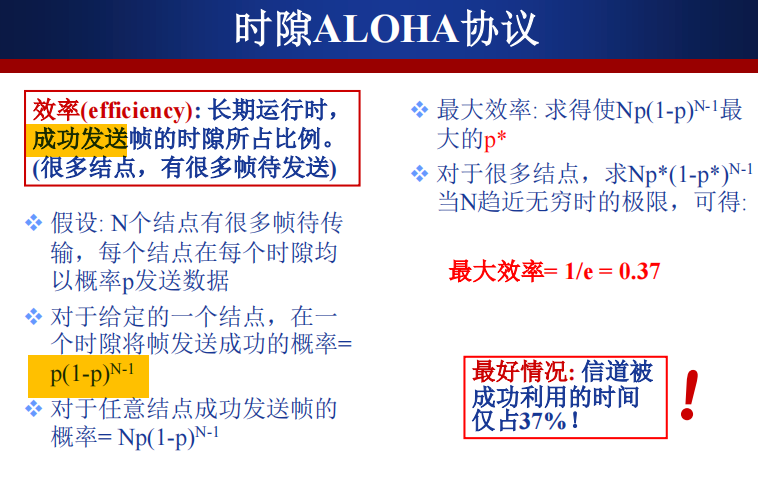 时隙ALOHA协议
效率(efficiency): 长期运行时，
成功发送帧的时隙所占比例。
(很多结点，有很多帧待发送)
假设: N个结点有很多帧待传
输，每个结点在每个时隙均
以概率p发送数据
对于给定的一个结点，在一
个时隙将帧发送成功的概率=
p(1-p)N-1
对于任意结点成功发送帧的
概率= Np(1-p)N-1
最大效率: 求得使Np(1-p)N-1最
大的p*
对于很多结点，求Np*(1-p*)N-1
当N趋近无穷时的极限，可得:
最大效率= 1/e = 0.37
最好情况: 信道被
成功利用的时间
仅占37%！
!